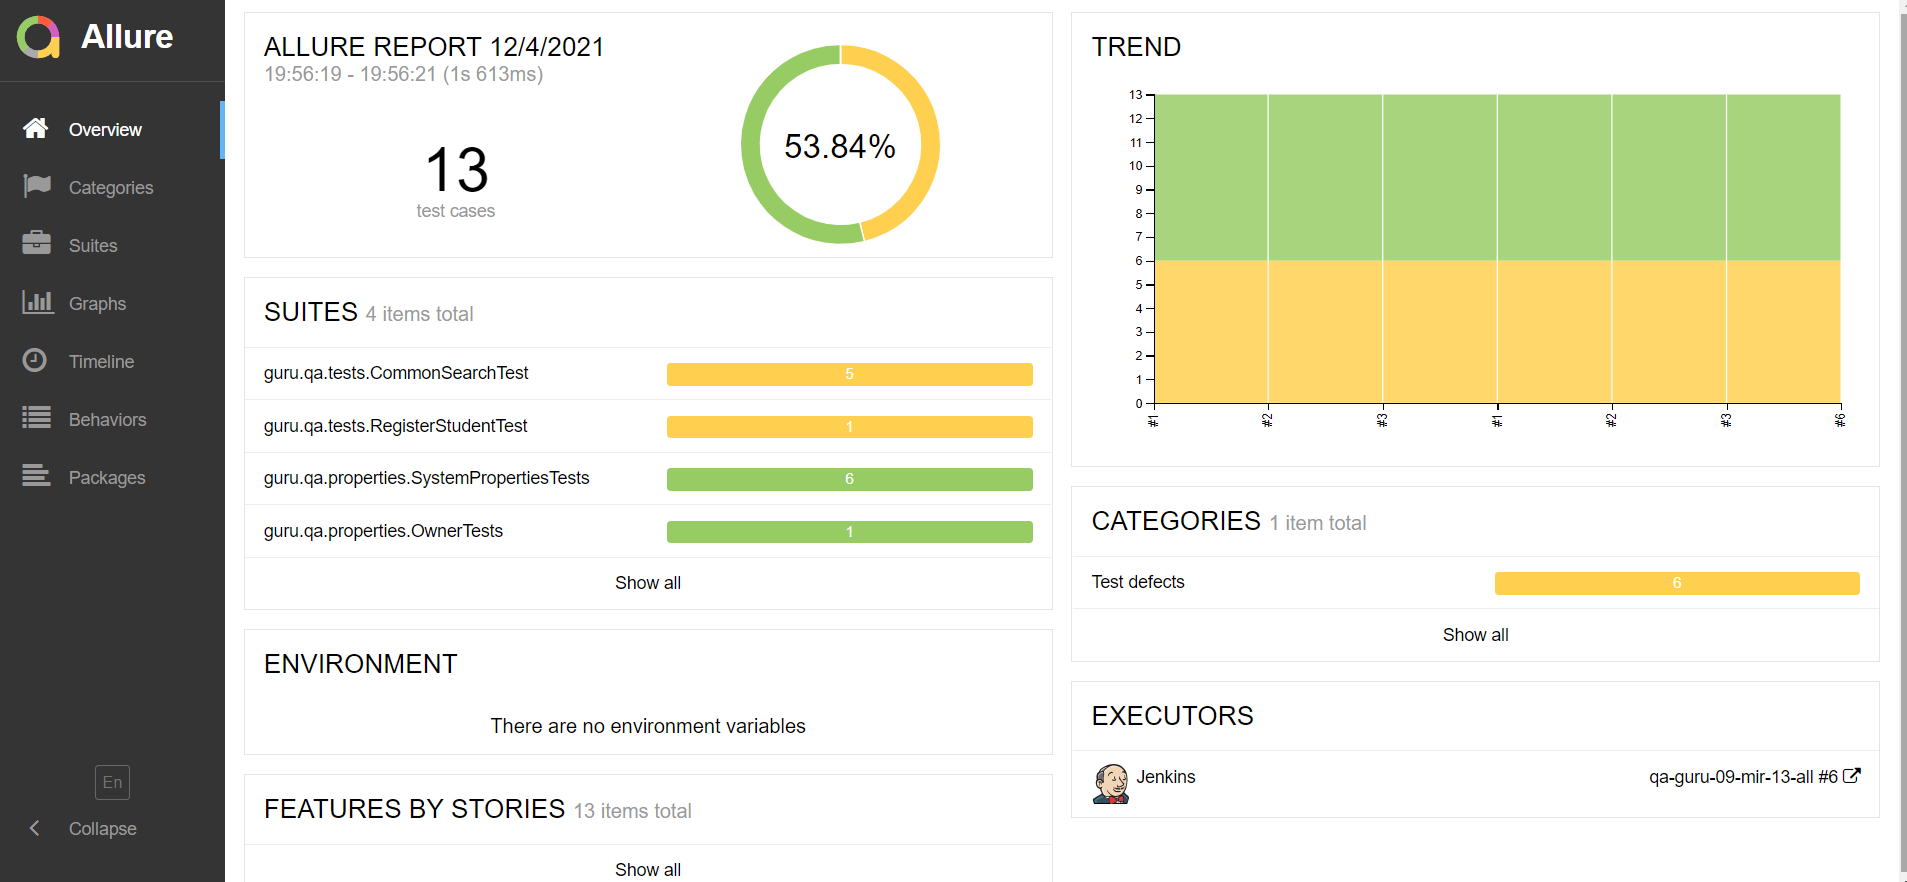 Allure
Overview
Categories
Suites
Graphs
Timeline
Behaviors
Packages
En
Collapse
ALLURE REPORT 12/4/2021
19:56:19 - 19:56:21 (1s 613ms)
13
test cases
53.84%
SUITES 4 items total
guru.qa.tests.CommonSearchTest 5
guru.qa.tests.RegisterStudentTest 1
guru.qa.properties.SystemPropertiesTests 6
guru.qa.properties.OwnerTests 1
Show all
ENVIRONMENT
There are no environment variables
FEATURES BY STORIES 13 items total
Show all
TREND
13
12
11
10
9
8
7
6
5
4
3
2
1
0
#1 #2 #3 #1 #2 #3 #6
CATEGORIES 1 item total
Test defects 6
Show all
EXECUTORS
Jenkins qa-guru-09-mir-13-all #6